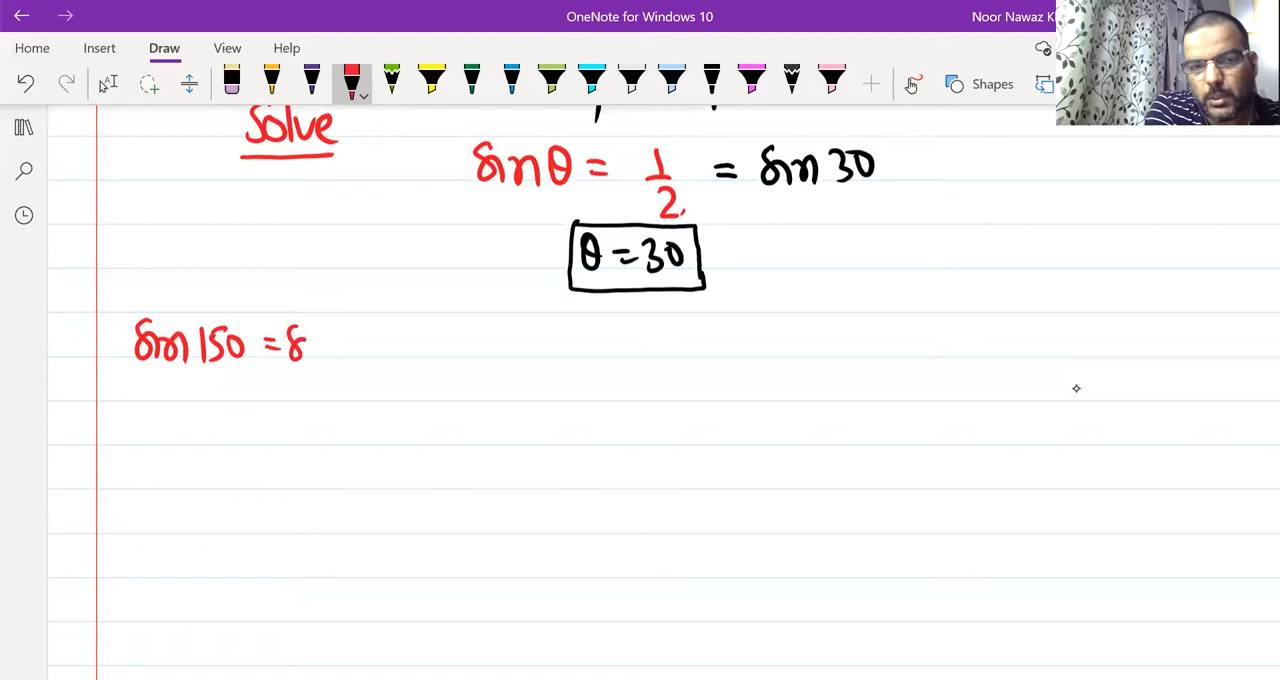 OneNote for Windows 10
Noor Nawaz K
Home Insert Draw View Help
Shapes
Solve
sin θ = 1/2 = sin 30
θ = 30
sin 150 = s